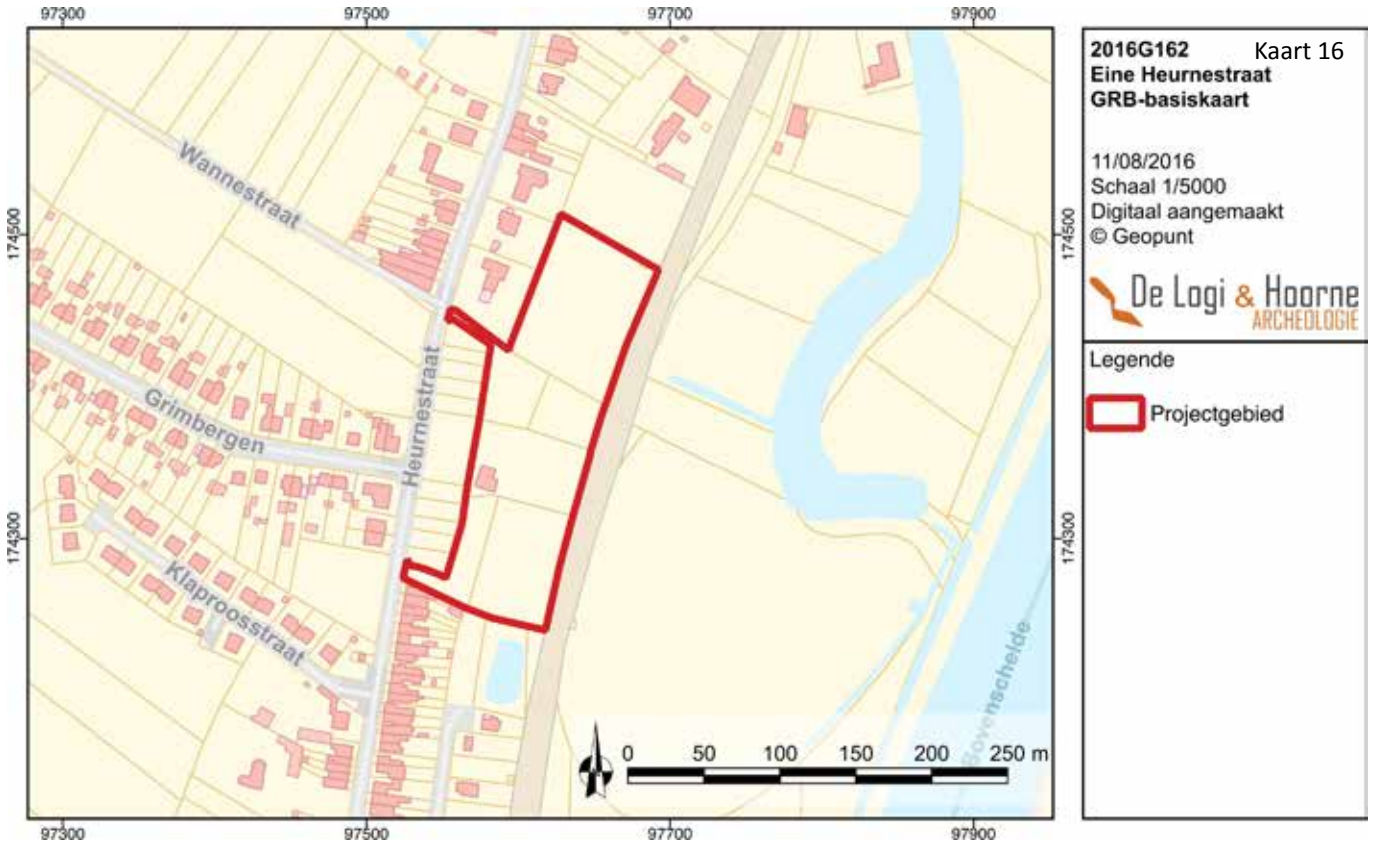 97300
97500
97700
97900
2016G162
Kaart 16
Eine Heurnestraat
GRB-basiskaart
11/08/2016
Schaal 1/5000
Digitaal aangemaakt
© Geopunt
De Logi & Hoorne
ARCHEOLOGIE
Legende
Projectgebied
174500
174500
Wannestraat
Heurnestraat
Grimbergen
Klaproosstraat
174300
174300
Bovenschelde
0 50 100 150 200 250 m
97300
97500
97700
97900